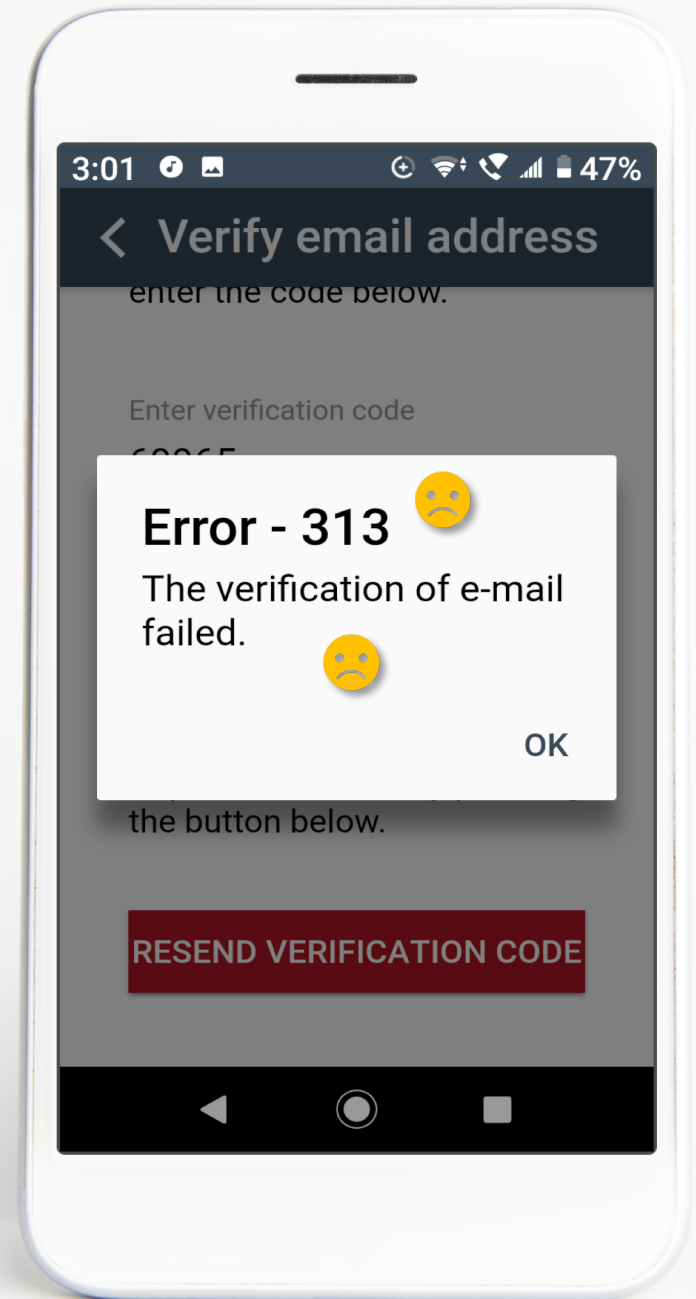 3:01 47%
Verify email address
enter the code below.
Enter verification code
Error - 313
The verification of e-mail
failed.
OK
the button below.
RESEND VERIFICATION CODE